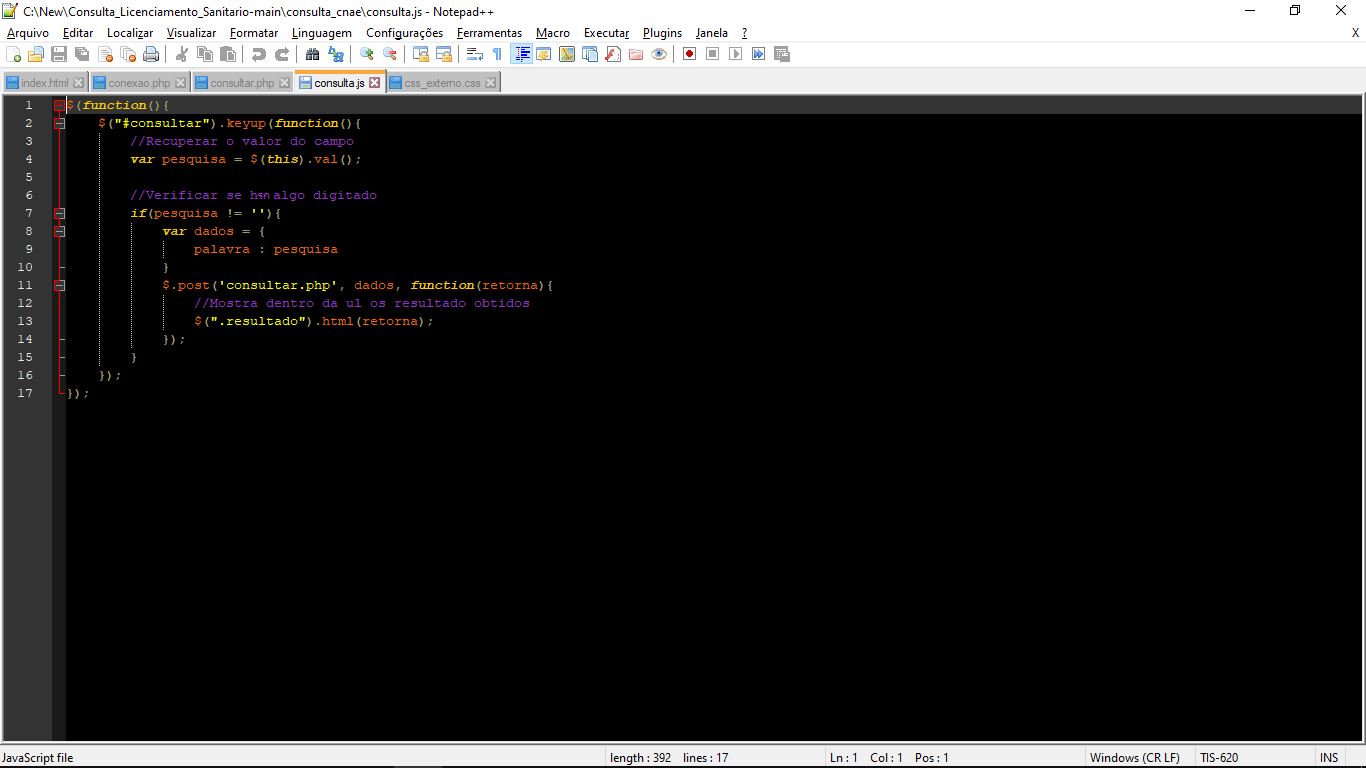 C:\New\Consulta_Licenciamento_Sanitario-main\consulta_cnae\consulta.js - Notepad++
Arquivo Editar Localizar Visualizar Formatar Linguagem Configurações Ferramentas Macro Executar Plugins Janela ? X
index.html conexao.php consultar.php consulta.js css_externo.css
1 $(function(){
2 $("#consultar").keyup(function(){
3 //Recuperar o valor do campo
4 var pesquisa = $(this).val();
5
6 //Verificar se algo digitado
7 if(pesquisa != ''){
8 var dados = {
9 palavra : pesquisa
10 }
11 $.post('consultar.php', dados, function(retorna){
12 //Mostra dentro da ul os resultado obtidos
13 $(".resultado").html(retorna);
14 });
15 }
16 });
17 });
JavaScript file length : 392 lines : 17 Ln : 1 Col : 1 Pos : 1 Windows (CR LF) TIS-620 INS